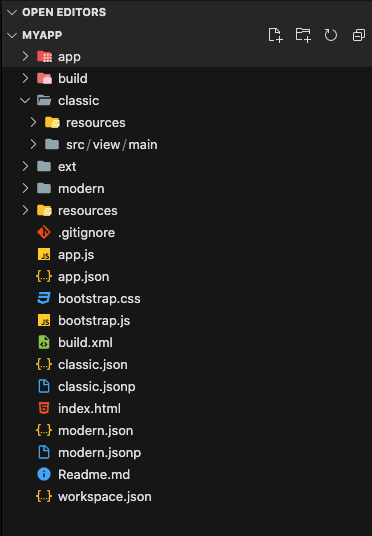 OPEN EDITORS
MYAPP
app
build
classic
resources
src/view/main
ext
modern
resources
.gitignore
app.js
app.json
bootstrap.css
bootstrap.js
build.xml
classic.json
classic.jsonp
index.html
modern.json
modern.jsonp
Readme.md
workspace.json